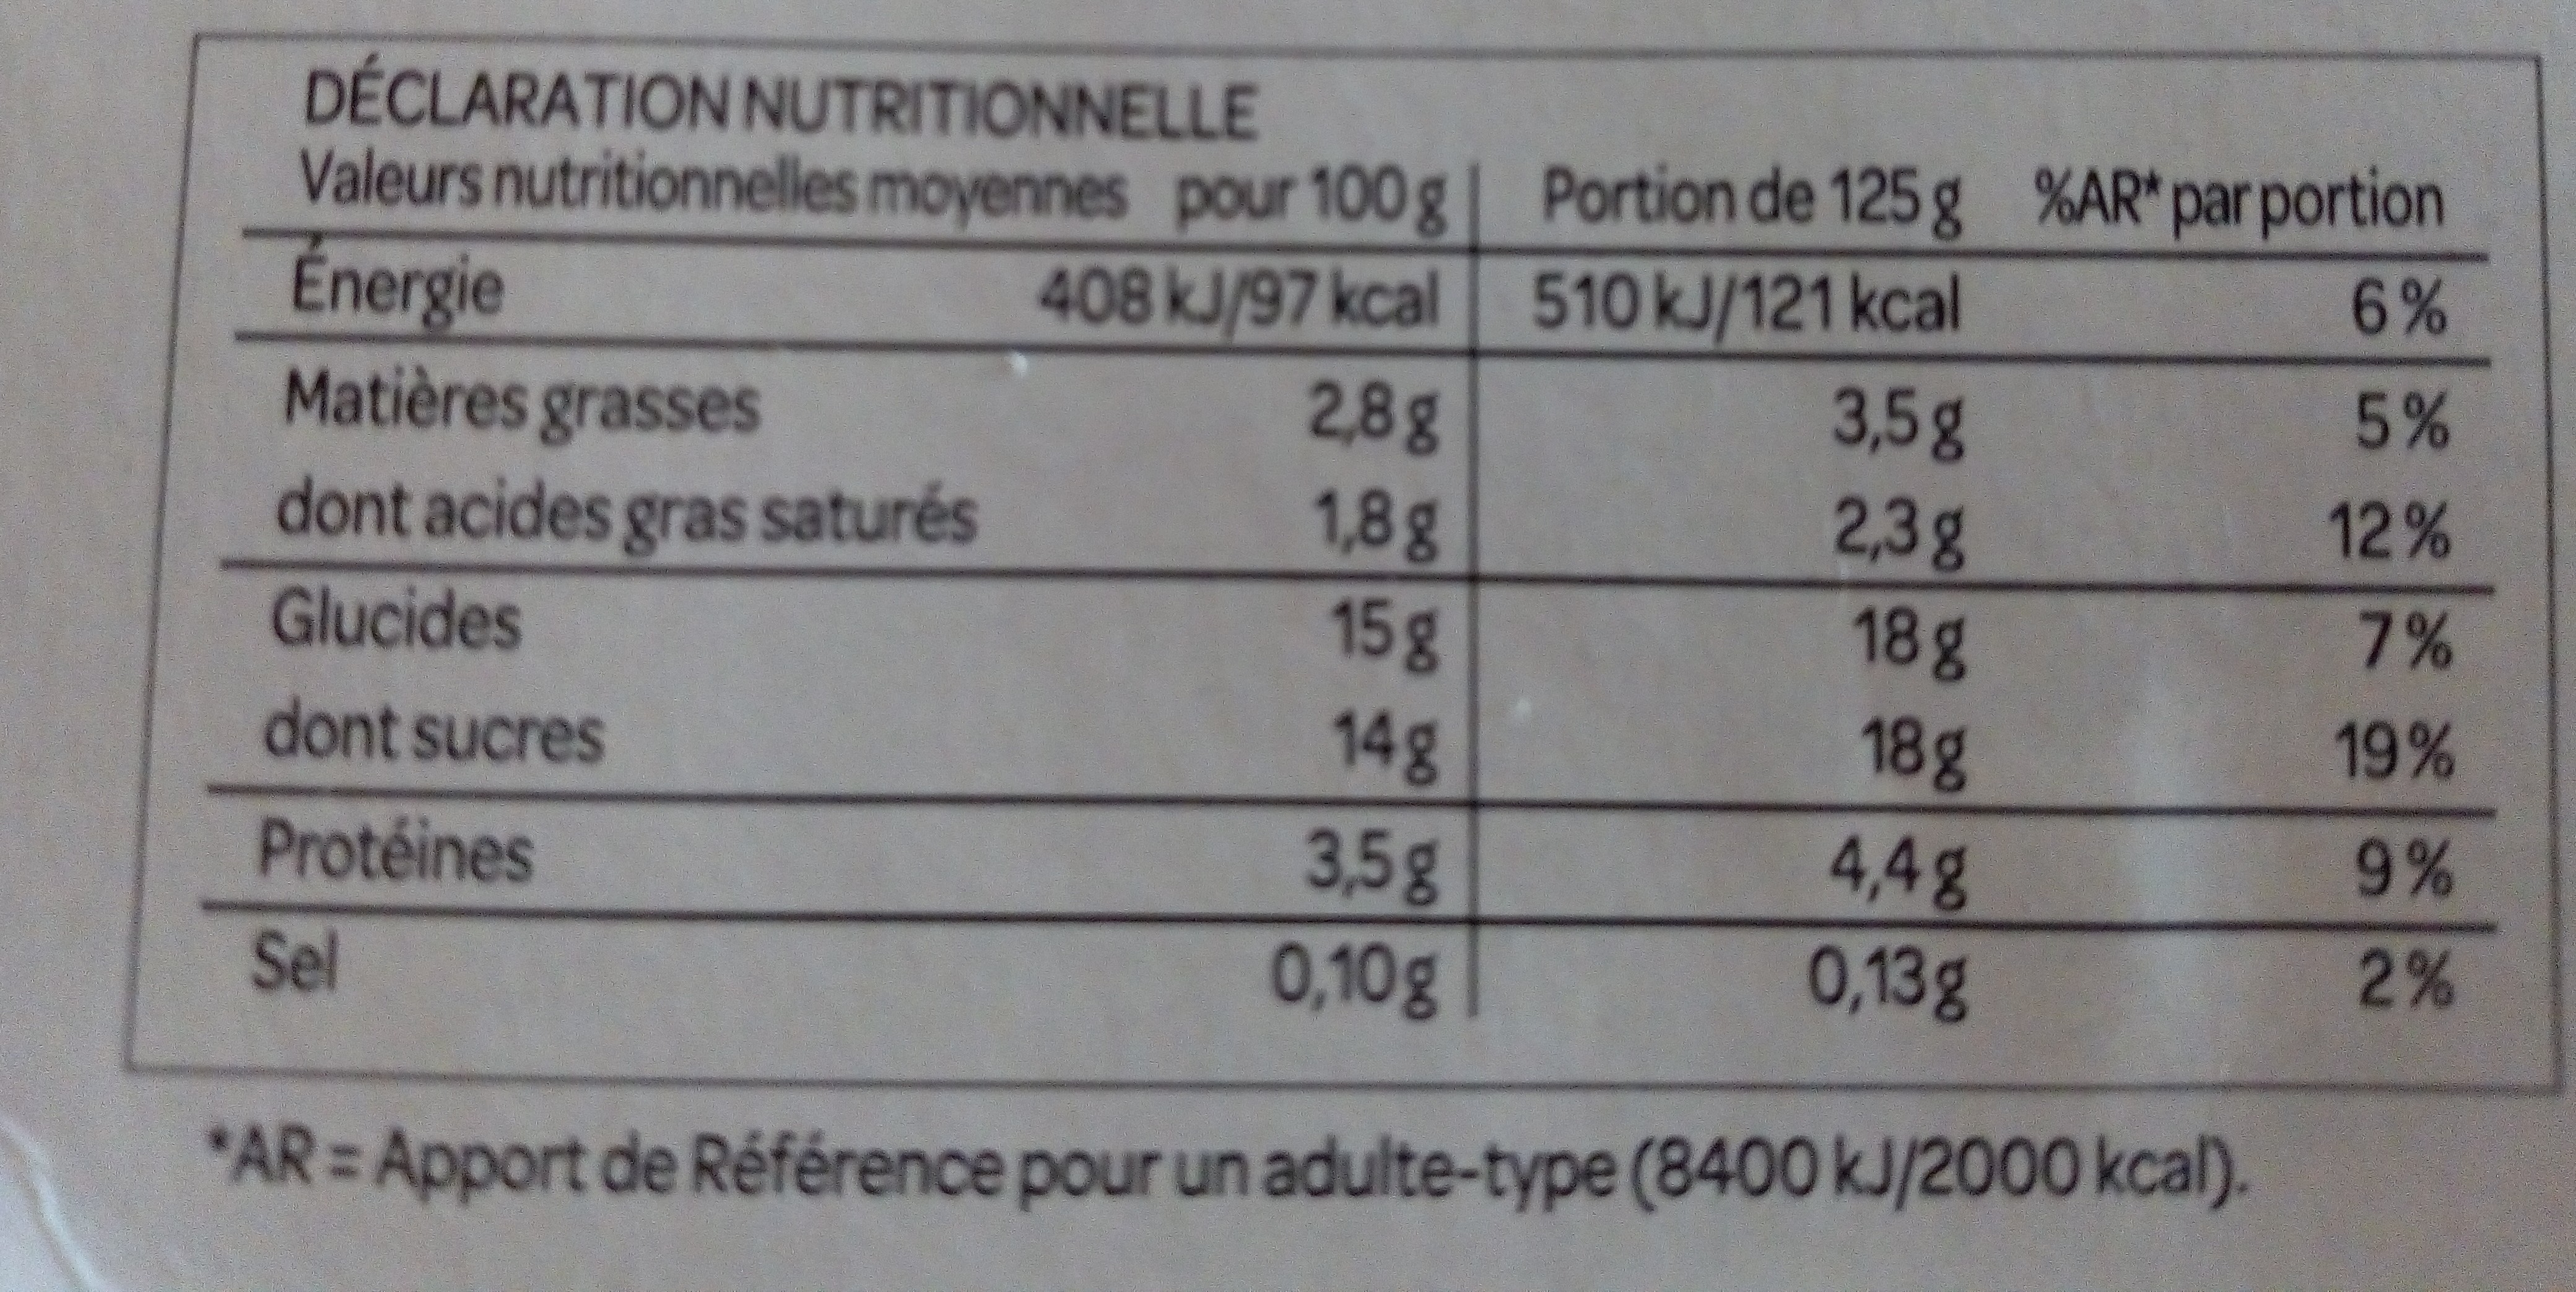 DÉCLARATION NUTRITIONNELLE
Valeurs nutritionnelles moyennes pour 100 g Portion de 125 g %AR* par portion
Énergie 408 kJ/97 kcal 510 kJ/121 kcal 6 %
Matières grasses 2,8 g 3,5 g 5 %
dont acides gras saturés 1,8 g 2,3 g 12 %
Glucides 15 g 18 g 7 %
dont sucres 14 g 18 g 19 %
Protéines 3,5 g 4,4 g 9 %
Sel 0,10 g 0,13 g 2 %
*AR = Apport de Référence pour un adulte-type (8400 kJ/2000 kcal).